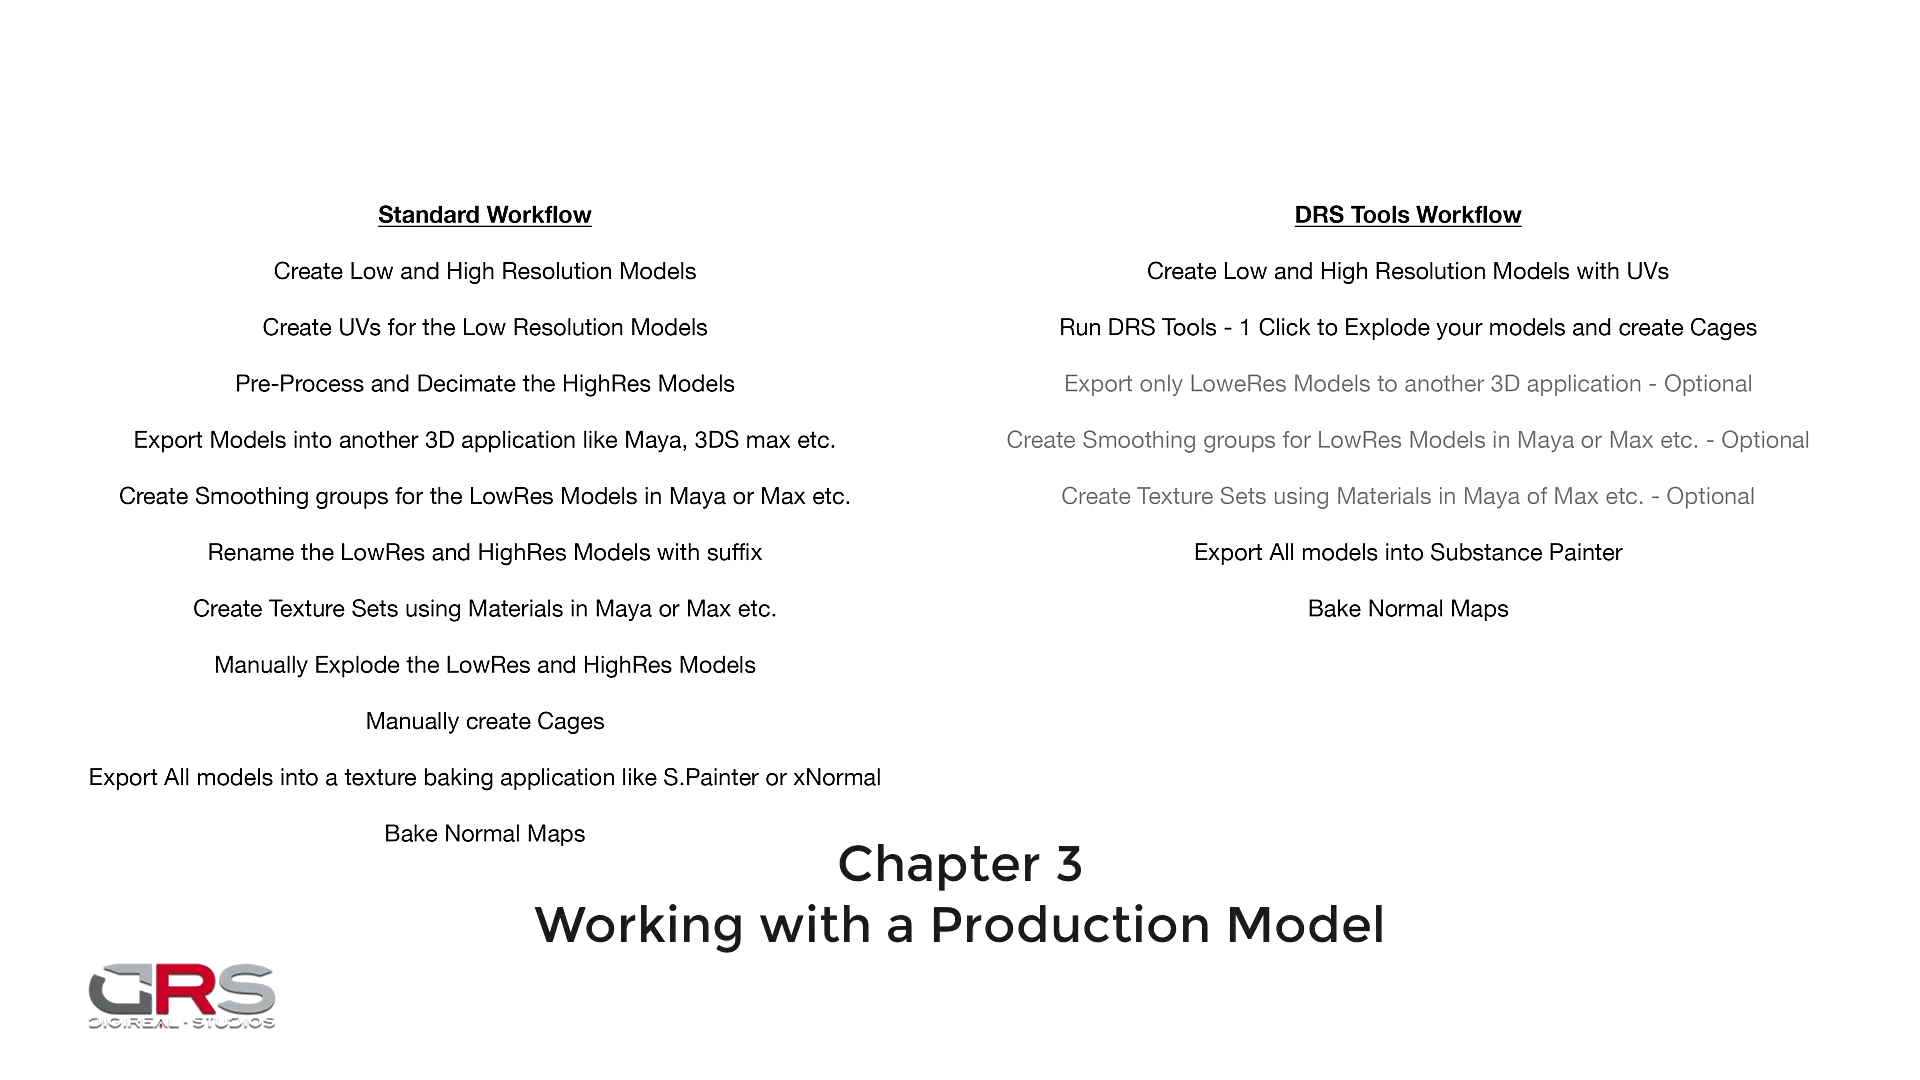 Standard Workflow
Create Low and High Resolution Models
Create UVs for the Low Resolution Models
Pre-Process and Decimate the HighRes Models
Export Models into another 3D application like Maya, 3DS max etc.
Create Smoothing groups for the LowRes Models in Maya or Max etc.
Rename the LowRes and HighRes Models with suffix
Create Texture Sets using Materials in Maya or Max etc.
Manually Explode the LowRes and HighRes Models
Manually create Cages
Export All models into a texture baking application like S.Painter or xNormal
Bake Normal Maps
DRS Tools Workflow
Create Low and High Resolution Models with UVs
Run DRS Tools - 1 Click to Explode your models and create Cages
Export only LoweRes Models to another 3D application - Optional
Create Smoothing groups for LowRes Models in Maya or Max etc. - Optional
Create Texture Sets using Materials in Maya of Max etc. - Optional
Export All models into Substance Painter
Bake Normal Maps
Chapter 3
Working with a Production Model
DRS
DIGIREAL · STUDIOS